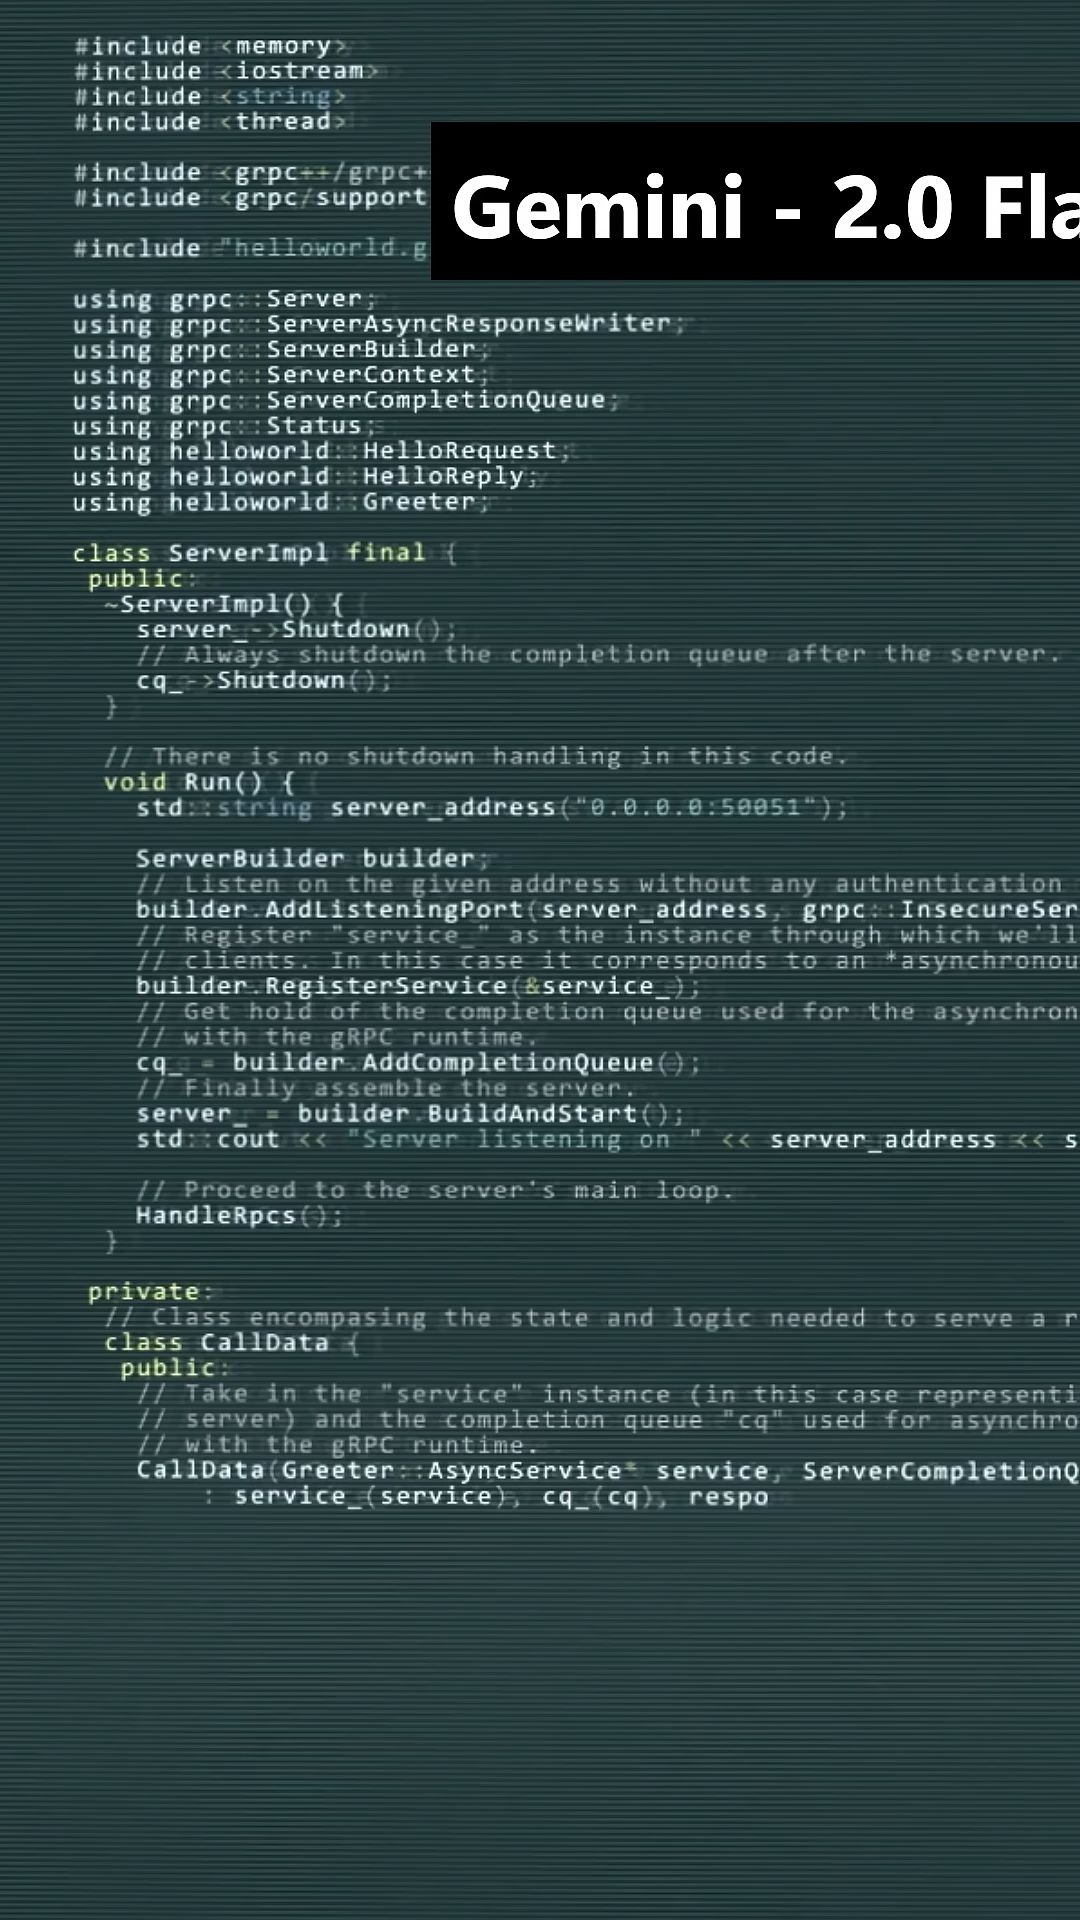 #include <memory>
#include <iostream>
#include <string>
#include <thread>
#include <grpc++/grpc+
#include <grpc/support
Gemini - 2.0 Fla
#include "helloworld.g
using grpc::Server;
using grpc::ServerAsyncResponseWriter;
using grpc::ServerBuilder;
using grpc::ServerContext;
using grpc::ServerCompletionQueue;
using grpc::Status;
using helloworld::HelloRequest;
using helloworld::HelloReply;
using helloworld::Greeter;
class ServerImpl final {
public:
~ServerImpl() {
server_->Shutdown();
// Always shutdown the completion queue after the server.
cq_->Shutdown();
}
// There is no shutdown handling in this code.
void Run() {
std::string server_address("0.0.0.0:50051");
ServerBuilder builder;
// Listen on the given address without any authentication
builder.AddListeningPort(server_address, grpc::InsecureSer
// Register "service_" as the instance through which we'll
// clients. In this case it corresponds to an *asynchronou
builder.RegisterService(&service_);
// Get hold of the completion queue used for the asynchron
// with the gRPC runtime.
cq_ = builder.AddCompletionQueue();
// Finally assemble the server.
server_ = builder.BuildAndStart();
std::cout << "Server listening on " << server_address << s
// Proceed to the server's main loop.
HandleRpcs();
}
private:
// Class encompasing the state and logic needed to serve a r
class CallData {
public:
// Take in the "service" instance (in this case representi
// server) and the completion queue "cq" used for asynchro
// with the gRPC runtime.
CallData(Greeter::AsyncService* service, ServerCompletionQ
: service_(service), cq_(cq), respo